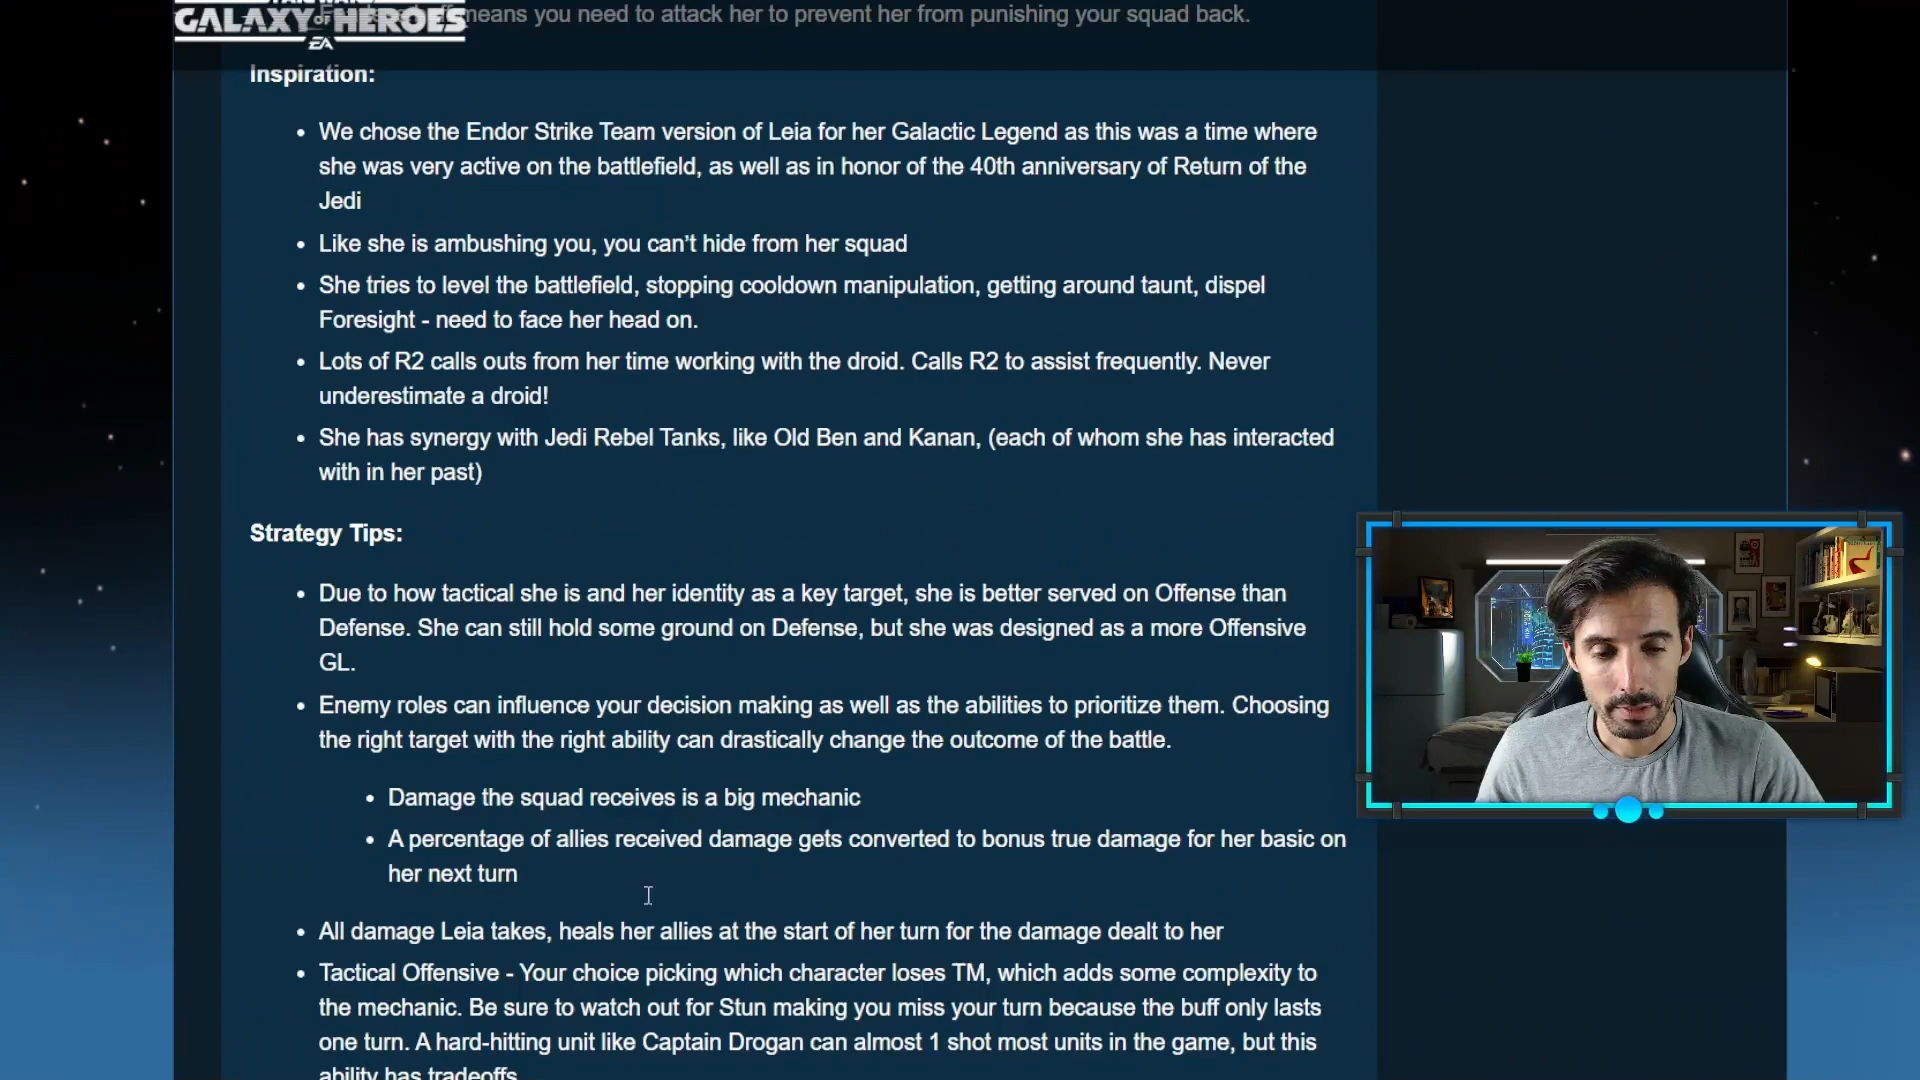 GALAXY OF HEROES
EA
means you need to attack her to prevent her from punishing your squad back.
Inspiration:
• We chose the Endor Strike Team version of Leia for her Galactic Legend as this was a time where
she was very active on the battlefield, as well as in honor of the 40th anniversary of Return of the
Jedi
• Like she is ambushing you, you can’t hide from her squad
• She tries to level the battlefield, stopping cooldown manipulation, getting around taunt, dispel
Foresight - need to face her head on.
• Lots of R2 calls outs from her time working with the droid. Calls R2 to assist frequently. Never
underestimate a droid!
• She has synergy with Jedi Rebel Tanks, like Old Ben and Kanan, (each of whom she has interacted
with in her past)
Strategy Tips:
• Due to how tactical she is and her identity as a key target, she is better served on Offense than
Defense. She can still hold some ground on Defense, but she was designed as a more Offensive
GL.
• Enemy roles can influence your decision making as well as the abilities to prioritize them. Choosing
the right target with the right ability can drastically change the outcome of the battle.
• Damage the squad receives is a big mechanic
• A percentage of allies received damage gets converted to bonus true damage for her basic on
her next turn
• All damage Leia takes, heals her allies at the start of her turn for the damage dealt to her
• Tactical Offensive - Your choice picking which character loses TM, which adds some complexity to
the mechanic. Be sure to watch out for Stun making you miss your turn because the buff only lasts
one turn. A hard-hitting unit like Captain Drogan can almost 1 shot most units in the game, but this
ability has tradeoffs